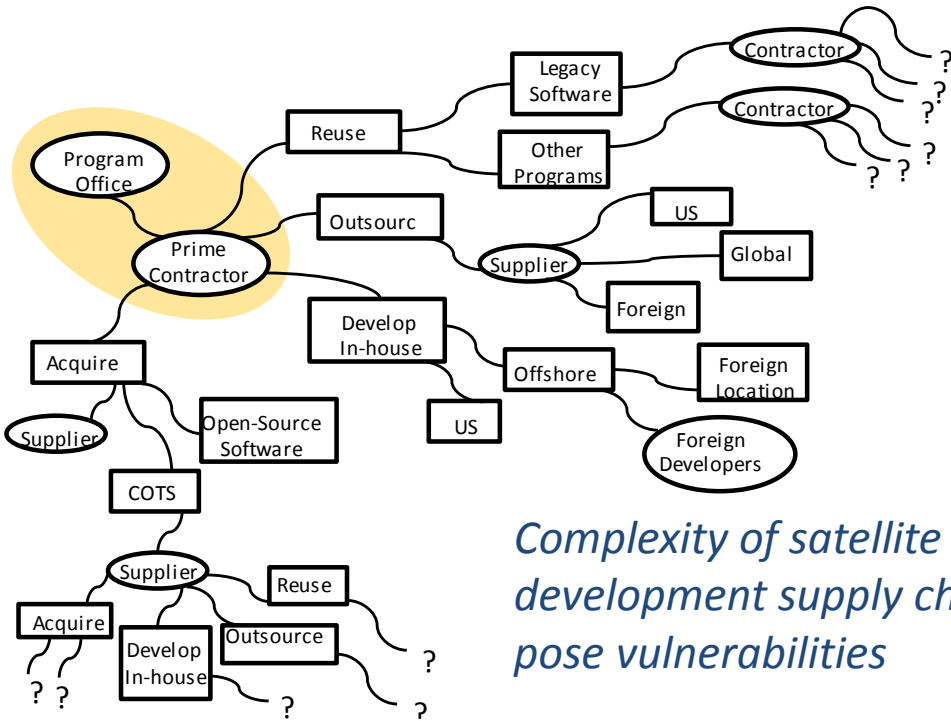 Contractor
?
?
?
Legacy
Software
Contractor
?
?
?
Reuse
Other
Programs
Program
Office
Outsourc
US
Prime
Contractor
Supplier
Global
Foreign
Develop
In-house
Acquire
Offshore
Foreign
Location
Supplier
Open-Source
Software
US
Foreign
Developers
COTS
Complexity of satellite
development supply ch
pose vulnerabilities
Supplier
Reuse
Acquire
Outsource
Develop
In-house
?
?
?
?
?